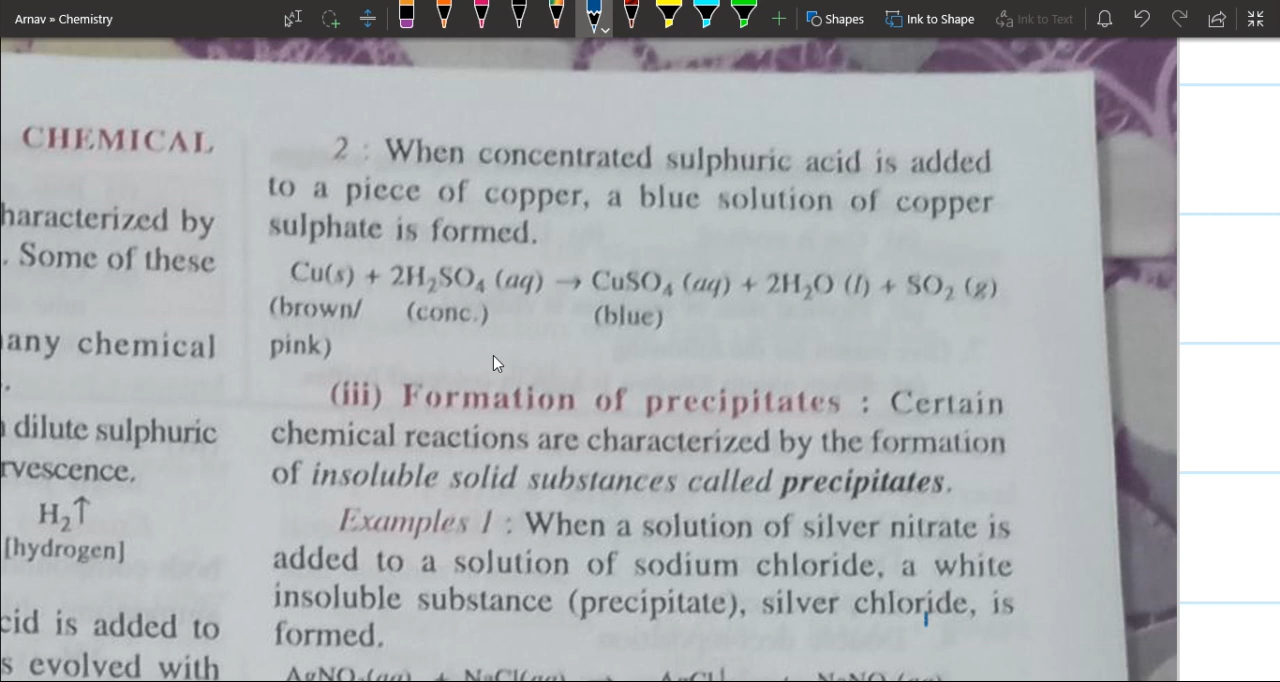 Arnav » Chemistry
Shapes
Ink to Shape
Ink to Text
CHEMICAL
haracterized by
. Some of these
any chemical
.
dilute sulphuric
rvescence.
H₂↑
[hydrogen]
cid is added to
s evolved with
2 : When concentrated sulphuric acid is added
to a piece of copper, a blue solution of copper
sulphate is formed.
Cu(s) + 2H₂SO₄ (aq) → CuSO₄ (aq) + 2H₂O (l) + SO₂ (g)
(brown/ (conc.) (blue)
pink)
(iii) Formation of precipitates : Certain
chemical reactions are characterized by the formation
of insoluble solid substances called precipitates.
Examples 1 : When a solution of silver nitrate is
added to a solution of sodium chloride, a white
insoluble substance (precipitate), silver chloride, is
formed.